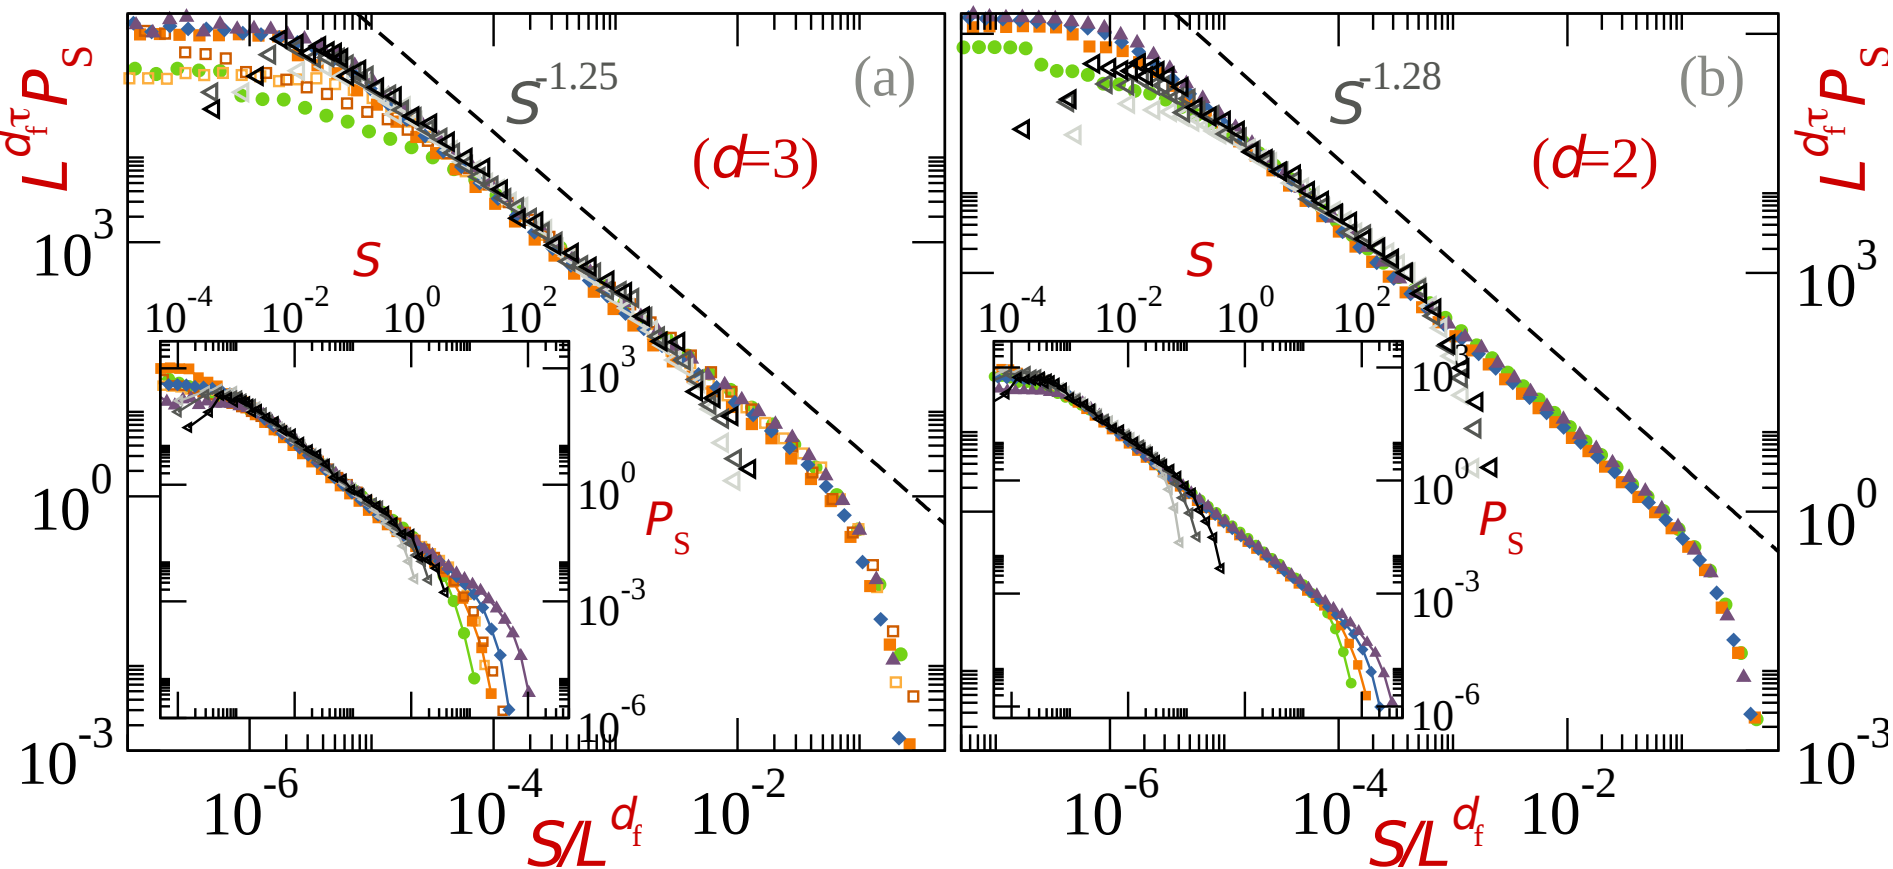 L^{d_f τ} P_S
S^{-1.25}
(a)
(d=3)
10^3
10^0
10^{-3}
S
10^{-4} 10^{-2} 10^0 10^2
10^3
10^0
10^{-3}
10^{-6}
P_S
10^{-6} 10^{-4} 10^{-2}
S/L^{d_f}
S^{-1.28}
(b)
(d=2)
L^{d_f τ} P_S
S
10^{-4} 10^{-2} 10^0 10^2
10^3
10^0
10^{-3}
10^{-6}
P_S
10^3
10^0
10^{-3}
10^{-6} 10^{-4} 10^{-2}
S/L^{d_f}